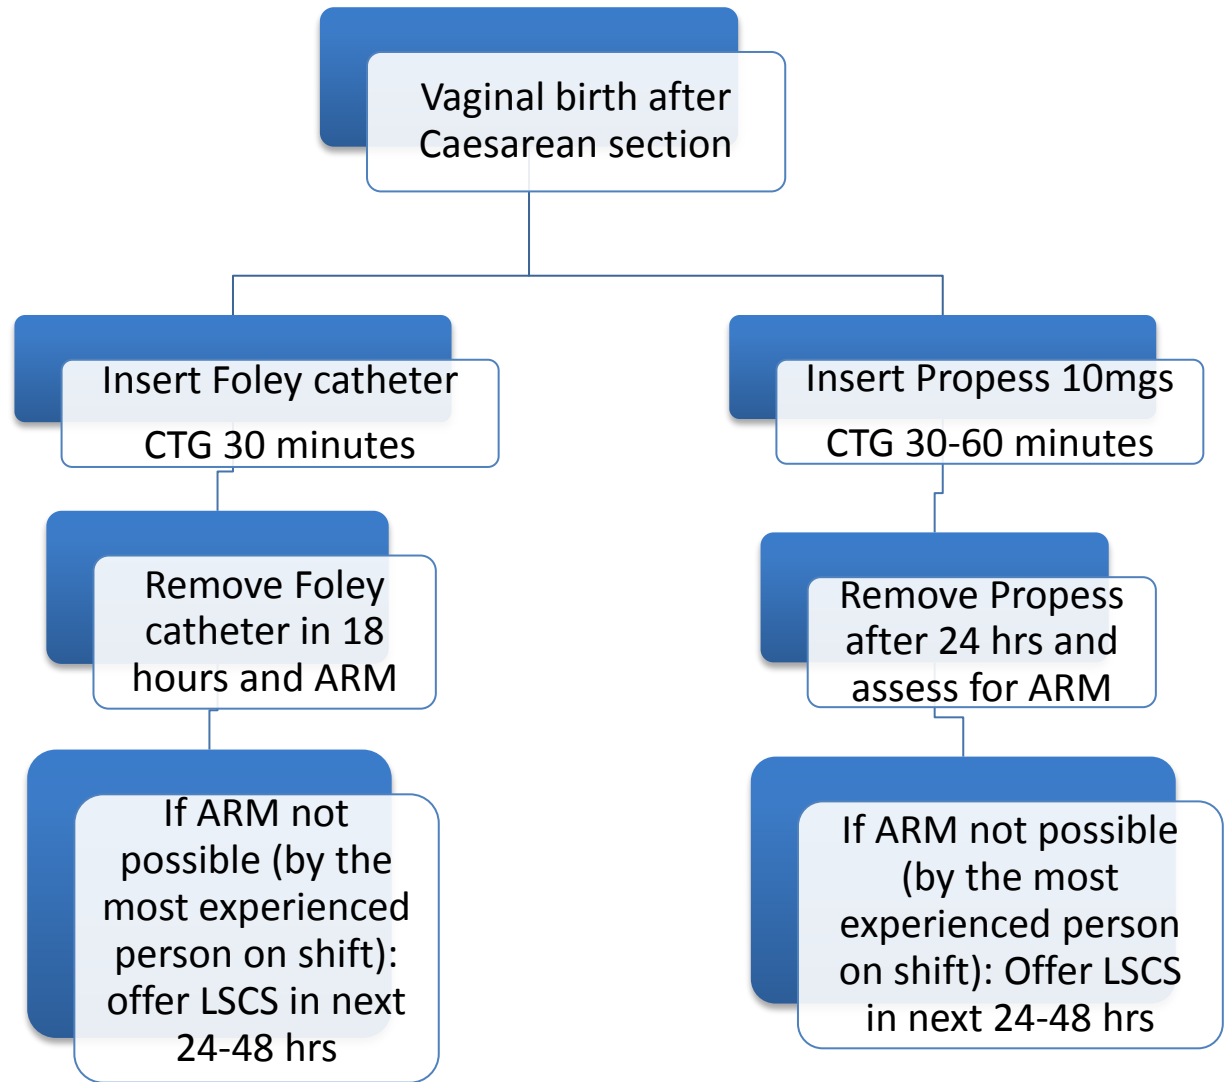 Vaginal birth after
Caesarean section
Insert Foley catheter
CTG 30 minutes
Remove Foley
catheter in 18
hours and ARM
If ARM not
possible (by the
most experienced
person on shift):
offer LSCS in next
24-48 hrs
Insert Propess 10mgs
CTG 30-60 minutes
Remove Propess
after 24 hrs and
assess for ARM
If ARM not possible
(by the most
experienced person
on shift): Offer LSCS
in next 24-48 hrs